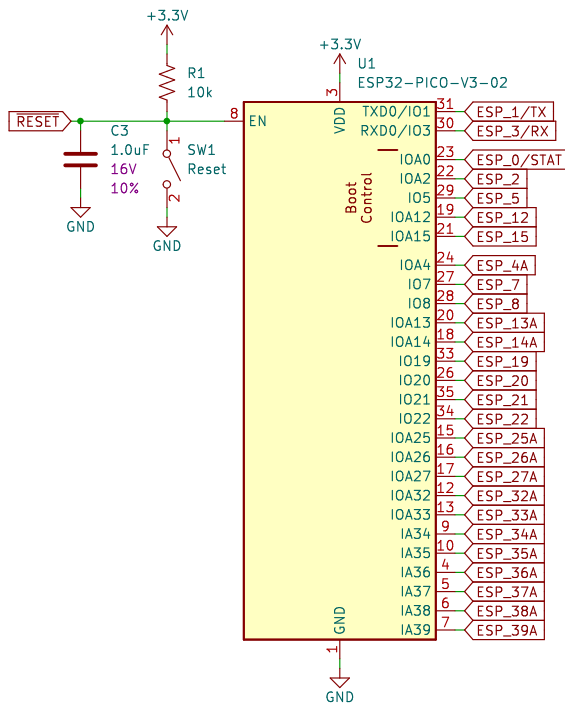 +3.3V
R1
10k
RESET
C3
1.0uF
16V
10%
GND
1
SW1
Reset
2
GND
+3.3V
U1
ESP32-PICO-V3-02
3
VDD
8 EN
TXD0/IO1 31 ESP_1/TX
RXD0/IO3 30 ESP_3/RX
Boot
Control
IOA0 23 ESP_0/STAT
IOA2 22 ESP_2
IO5 29 ESP_5
IOA12 19 ESP_12
IOA15 21 ESP_15
IOA4 24 ESP_4A
IO7 27 ESP_7
IO8 28 ESP_8
IOA13 20 ESP_13A
IOA14 18 ESP_14A
IO19 33 ESP_19
IO20 26 ESP_20
IO21 35 ESP_21
IO22 34 ESP_22
IOA25 15 ESP_25A
IOA26 16 ESP_26A
IOA27 17 ESP_27A
IOA32 12 ESP_32A
IOA33 13 ESP_33A
IA34 9 ESP_34A
IA35 10 ESP_35A
IA36 4 ESP_36A
IA37 5 ESP_37A
IA38 6 ESP_38A
IA39 7 ESP_39A
GND
1
GND